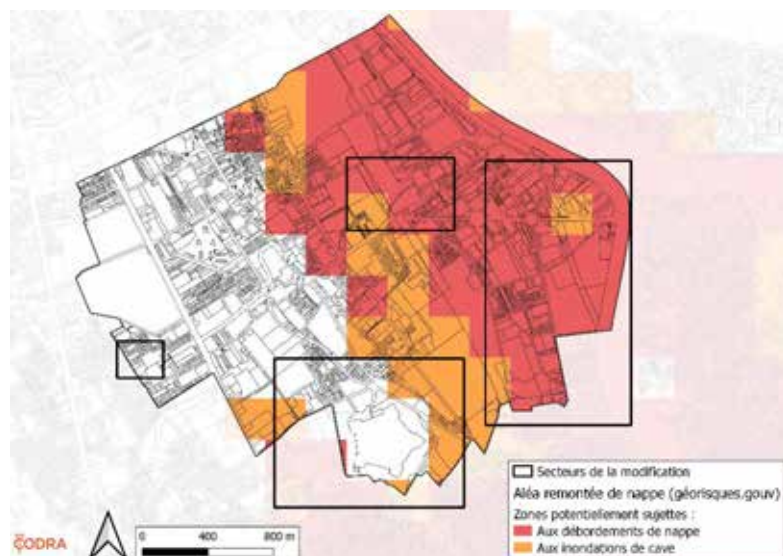 Secteurs de la modification
Aléa remontée de nappe (géorisques.gouv)
Zones potentiellement sujettes :
Aux débordements de nappe
Aux inondations de cave
CODRA
0 400 800 m